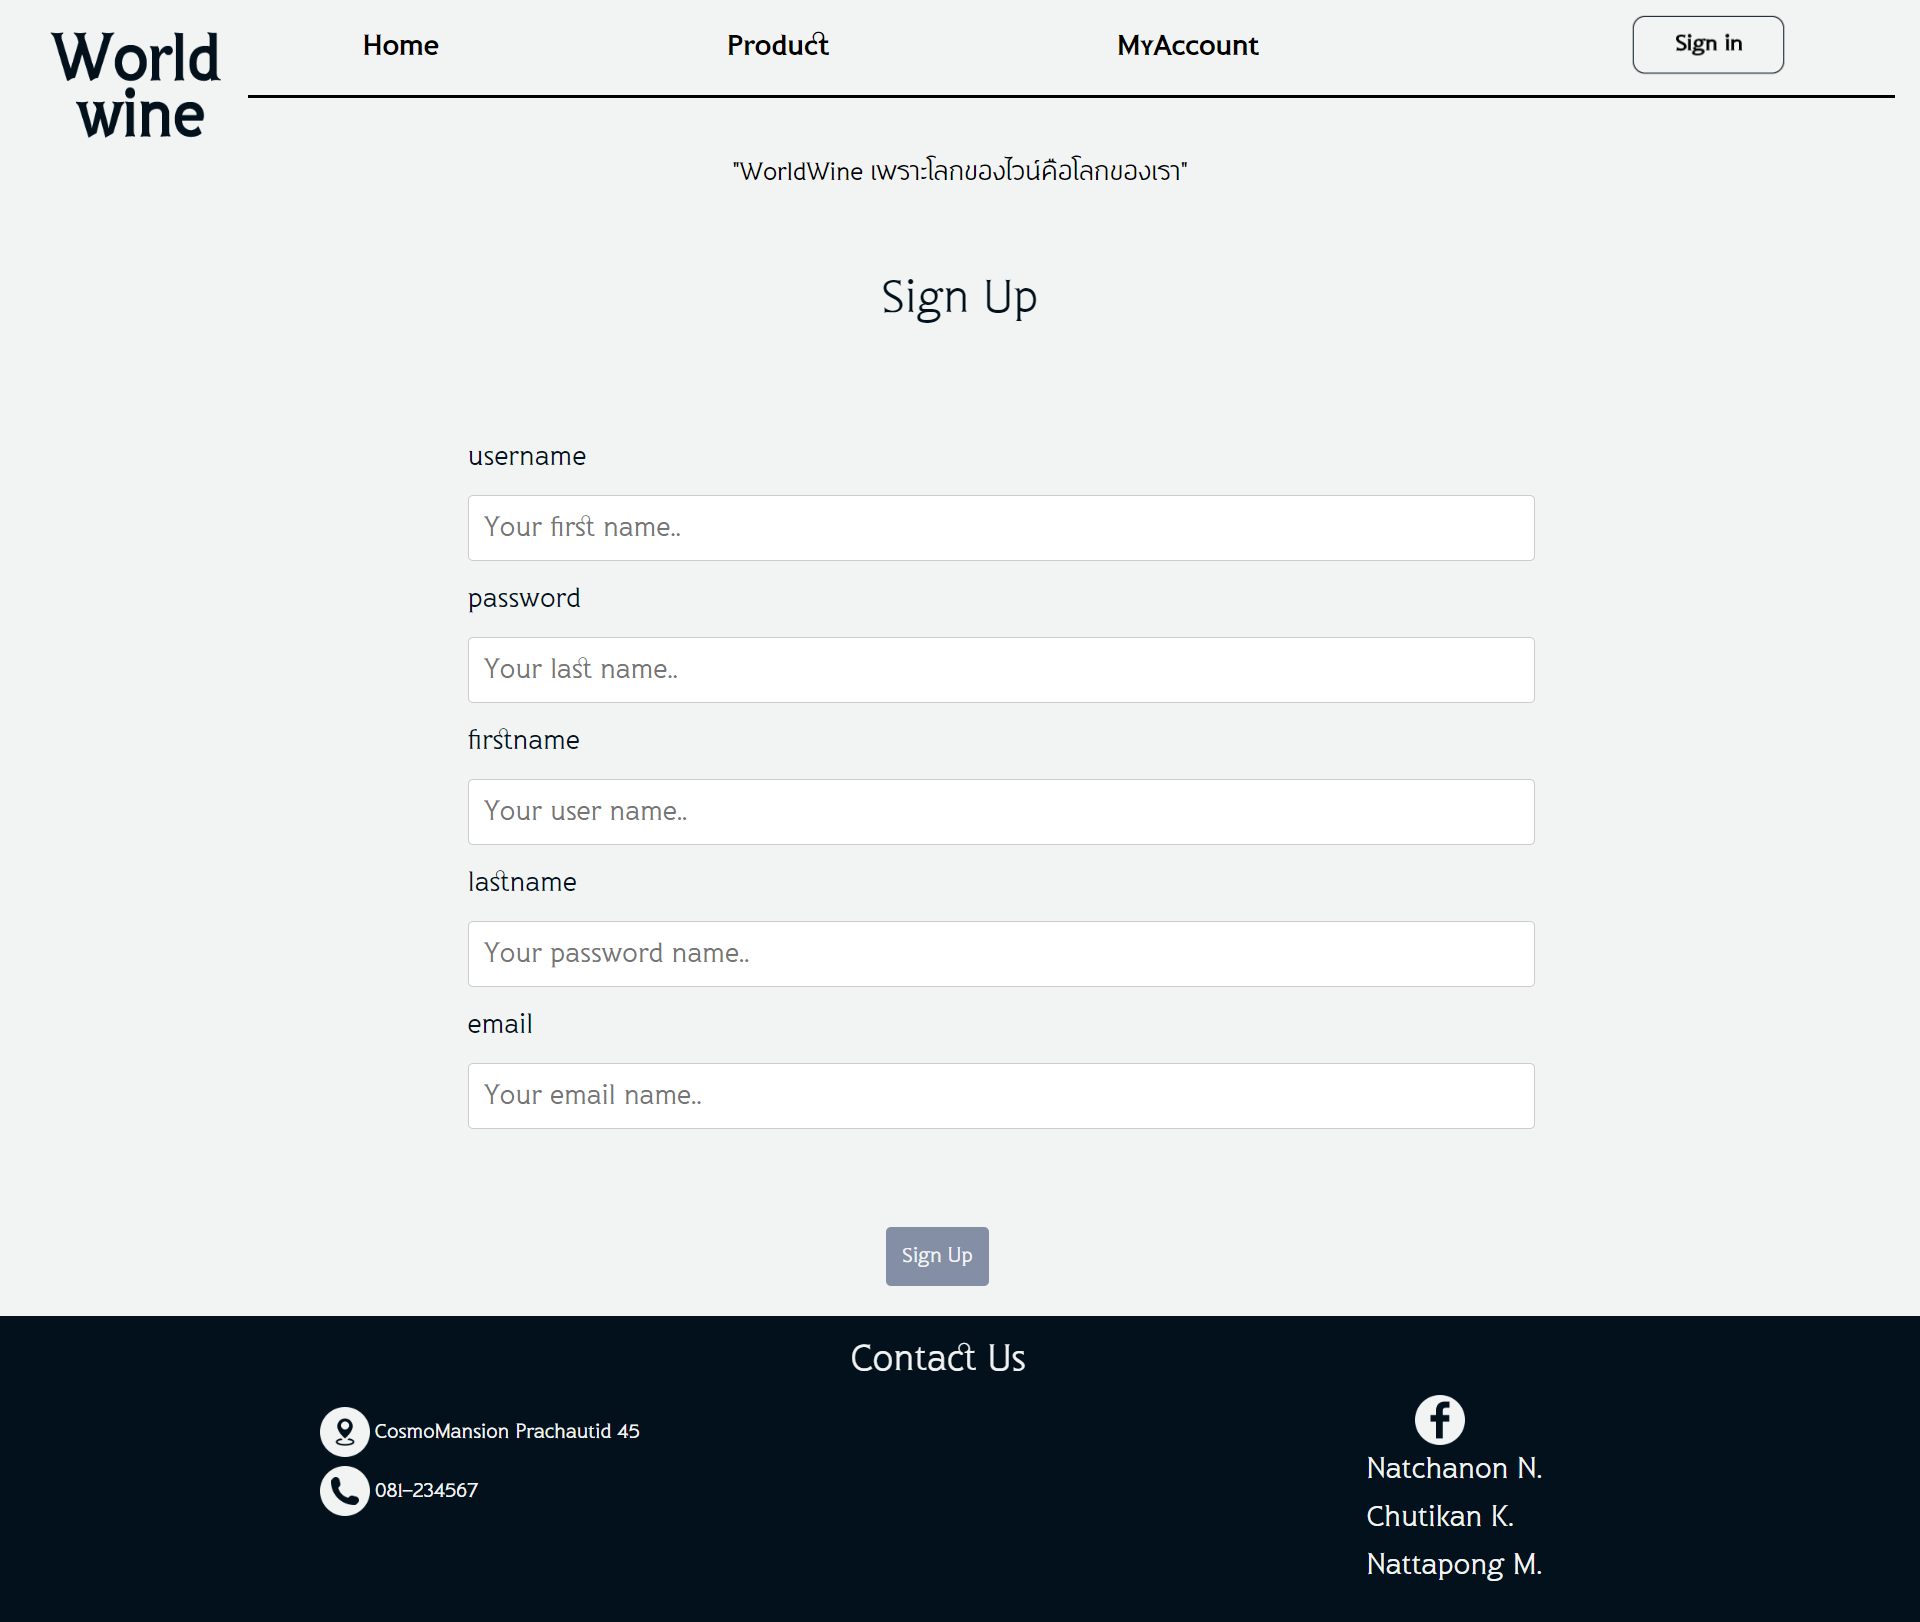 World
wine
Home
Product
MyAccount
Sign in
"WorldWine เพราะโลกของไวน์คือโลกของเรา"
Sign Up
username
Your first name..
password
Your last name..
firstname
Your user name..
lastname
Your password name..
email
Your email name..
Sign Up
Contact Us
CosmoMansion Prachautid 45
081-234567
Natchanon N.
Chutikan K.
Nattapong M.